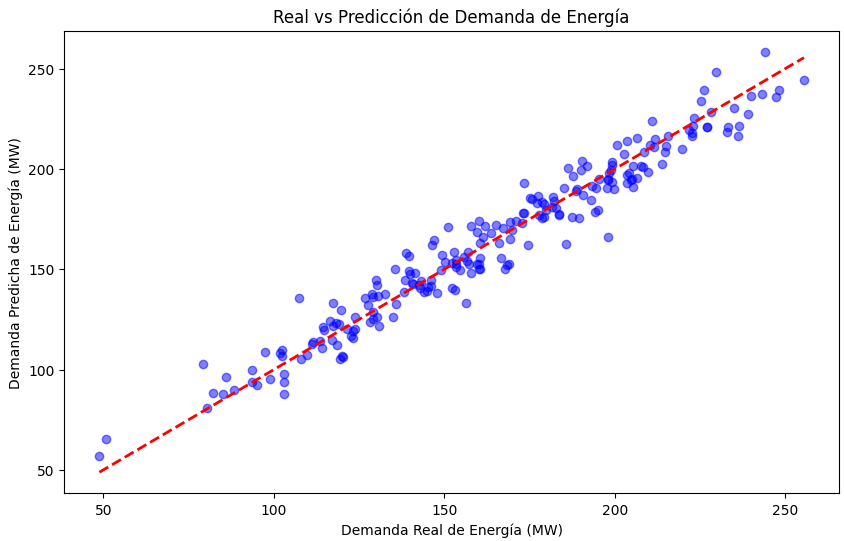 Real vs Predicción de Demanda de Energía
Demanda Predicha de Energía (MW)
250
200
150
100
50
50 100 150 200 250
Demanda Real de Energía (MW)